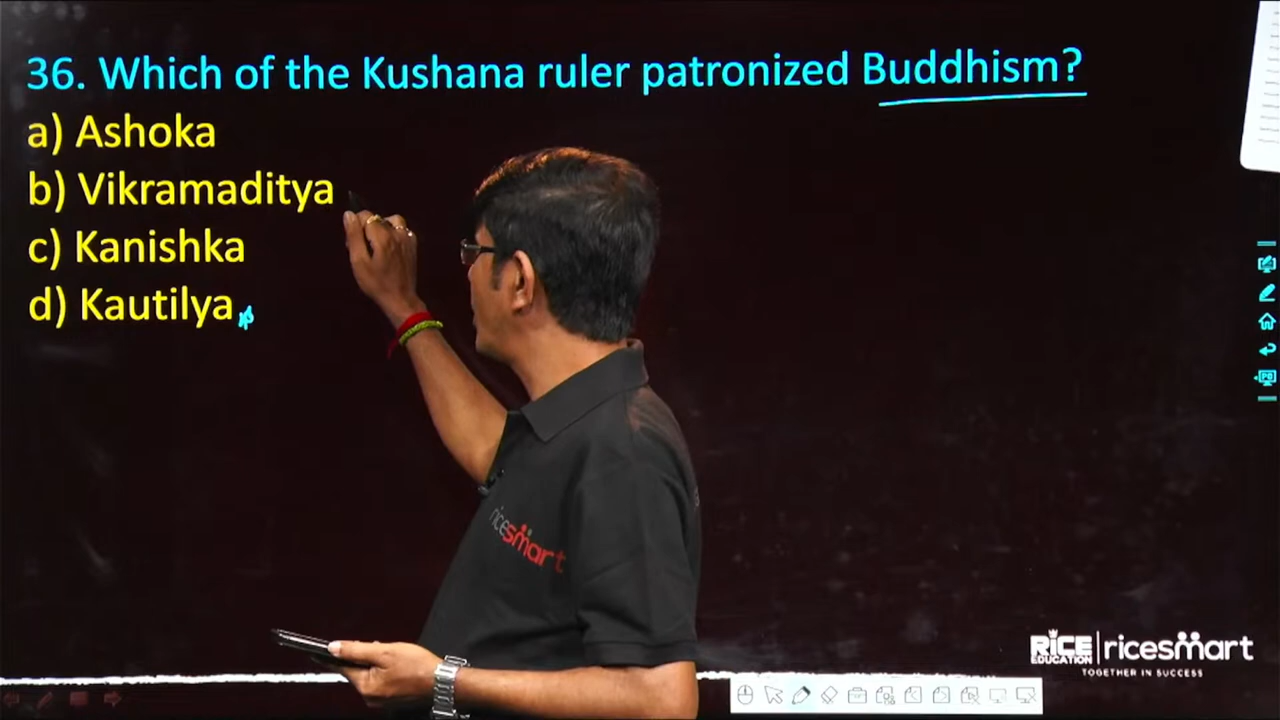 36. Which of the Kushana ruler patronized Buddhism?
a) Ashoka
b) Vikramaditya
c) Kanishka
d) Kautilya
ricesmart
RICE EDUCATION | ricesmart
TOGETHER IN SUCCESS